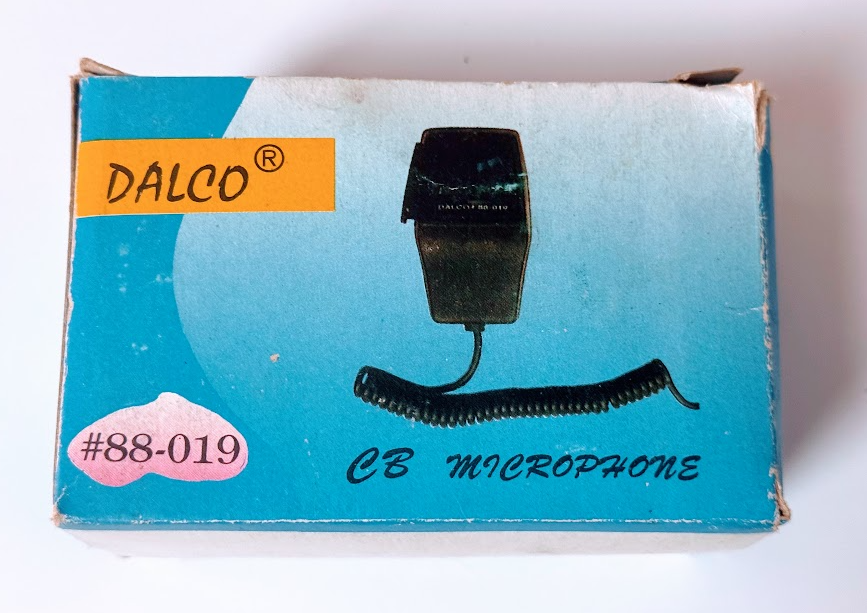 DALCO®
DALCO® 88-019
#88-019
CB MICROPHONE